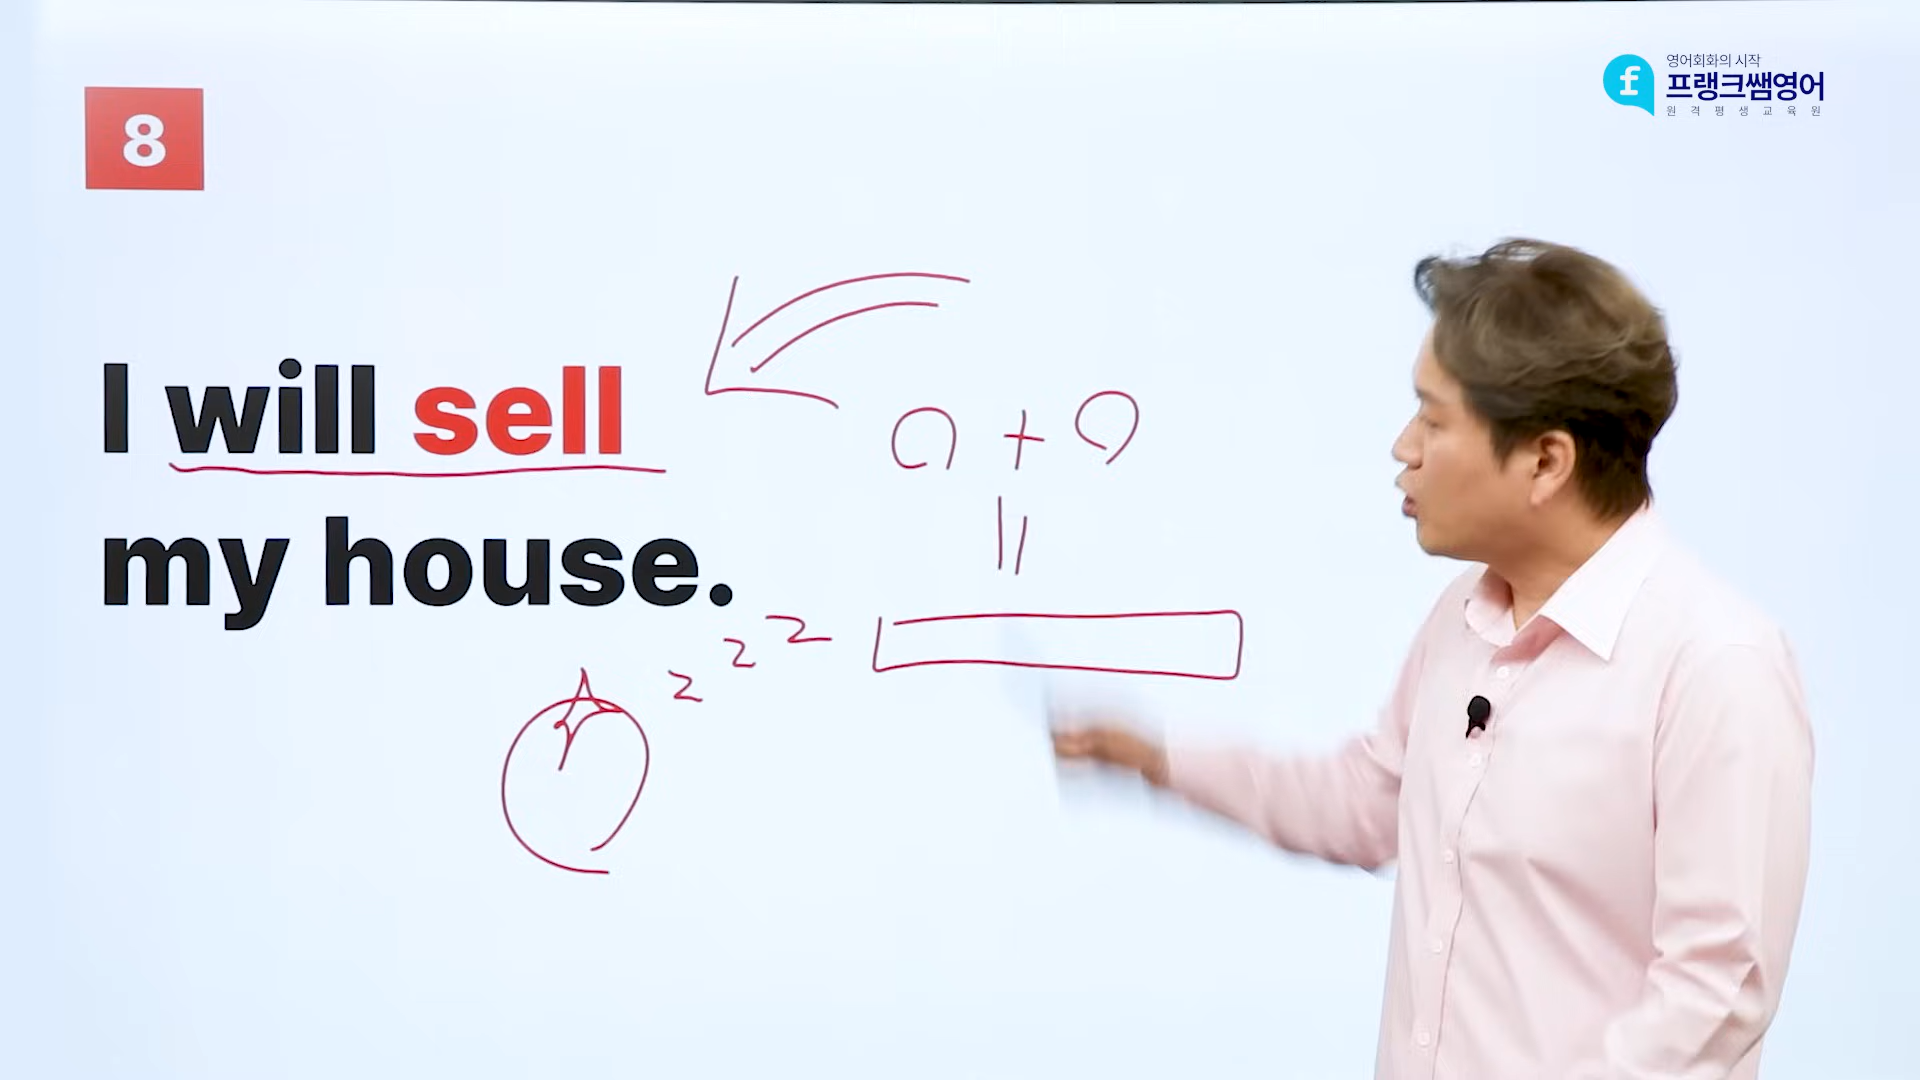 8
영어회화의 시작
프랭크쌤영어
원격평생교육원
I will sell
my house.
+
=
z z z